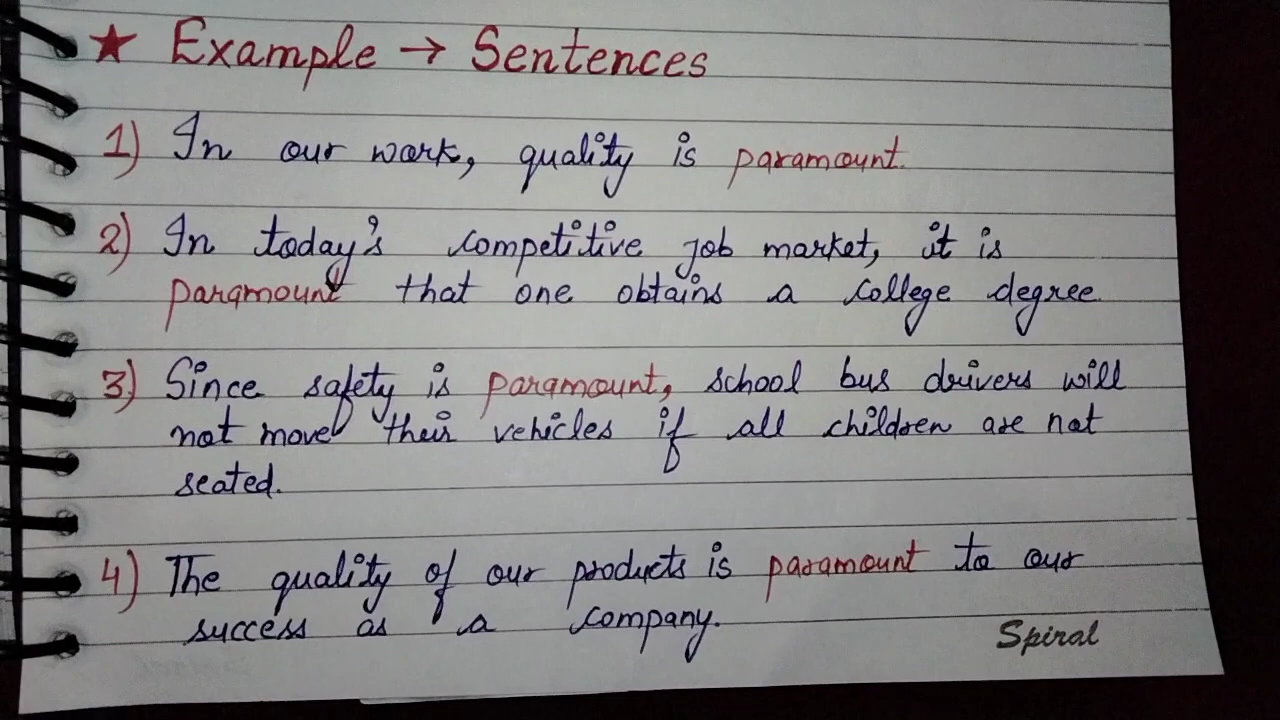 ★ Example → Sentences
1) In our work, quality is paramount.
2) In today's competitive job market, it is
paramount that one obtains a college degree
3) Since safety is paramount, school bus drivers will
not move their vehicles if all children are not
seated.
4) The quality of our products is paramount to our
success as a company.
Spiral